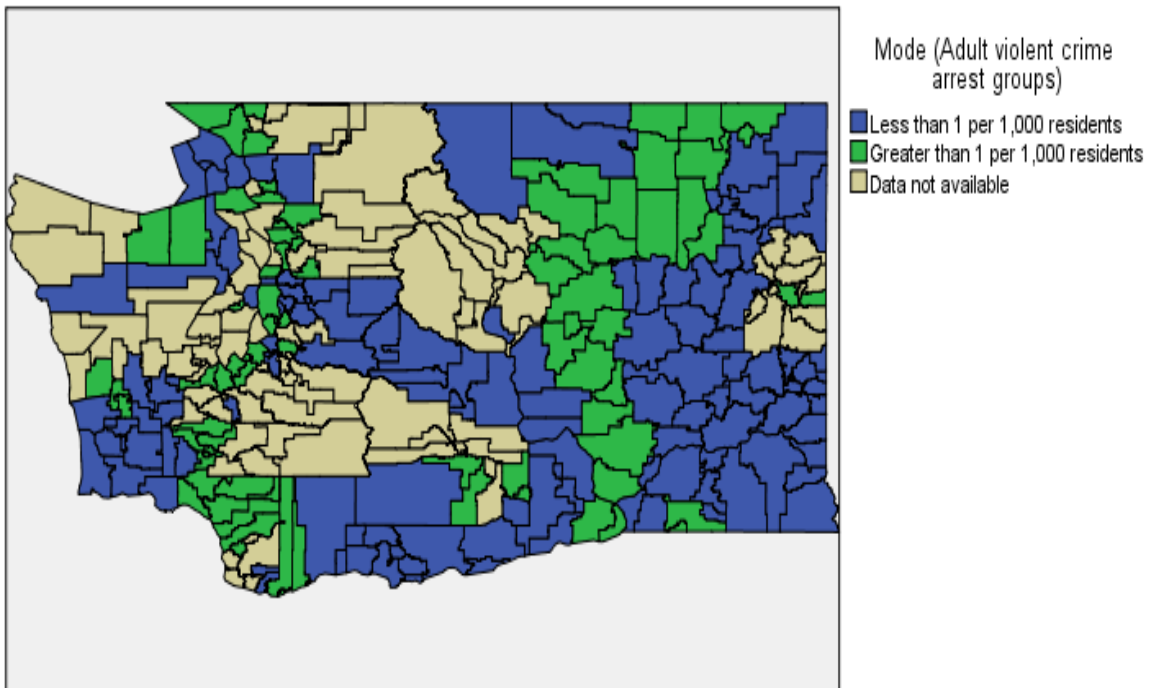 Mode (Adult violent crime
arrest groups)
Less than 1 per 1,000 residents
Greater than 1 per 1,000 residents
Data not available